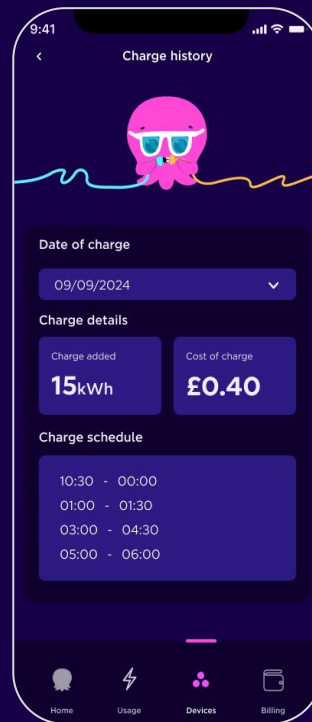 9:41
Charge history
Date of charge
09/09/2024
Charge details
Charge added
15kWh
Cost of charge
£0.40
Charge schedule
10:30 - 00:00
01:00 - 01:30
03:00 - 04:30
05:00 - 06:00
Home Usage Devices Billing